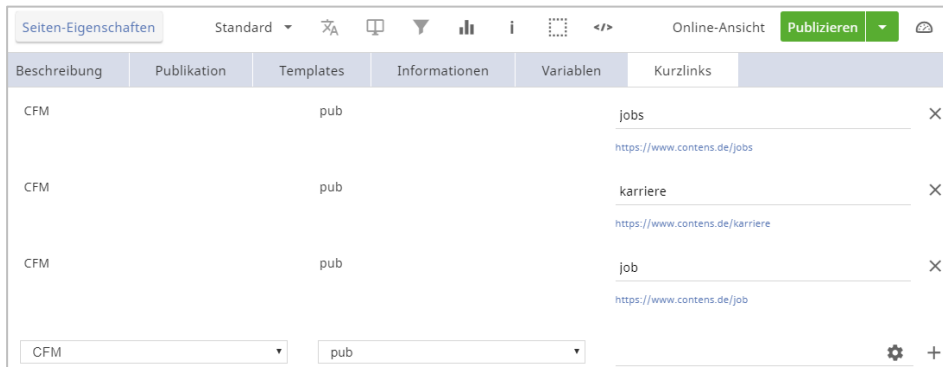 Seiten-Eigenschaften Standard Online-Ansicht Publizieren
Beschreibung Publikation Templates Informationen Variablen Kurzlinks
CFM pub jobs
https://www.contens.de/jobs
CFM pub karriere
https://www.contens.de/karriere
CFM pub job
https://www.contens.de/job
CFM pub